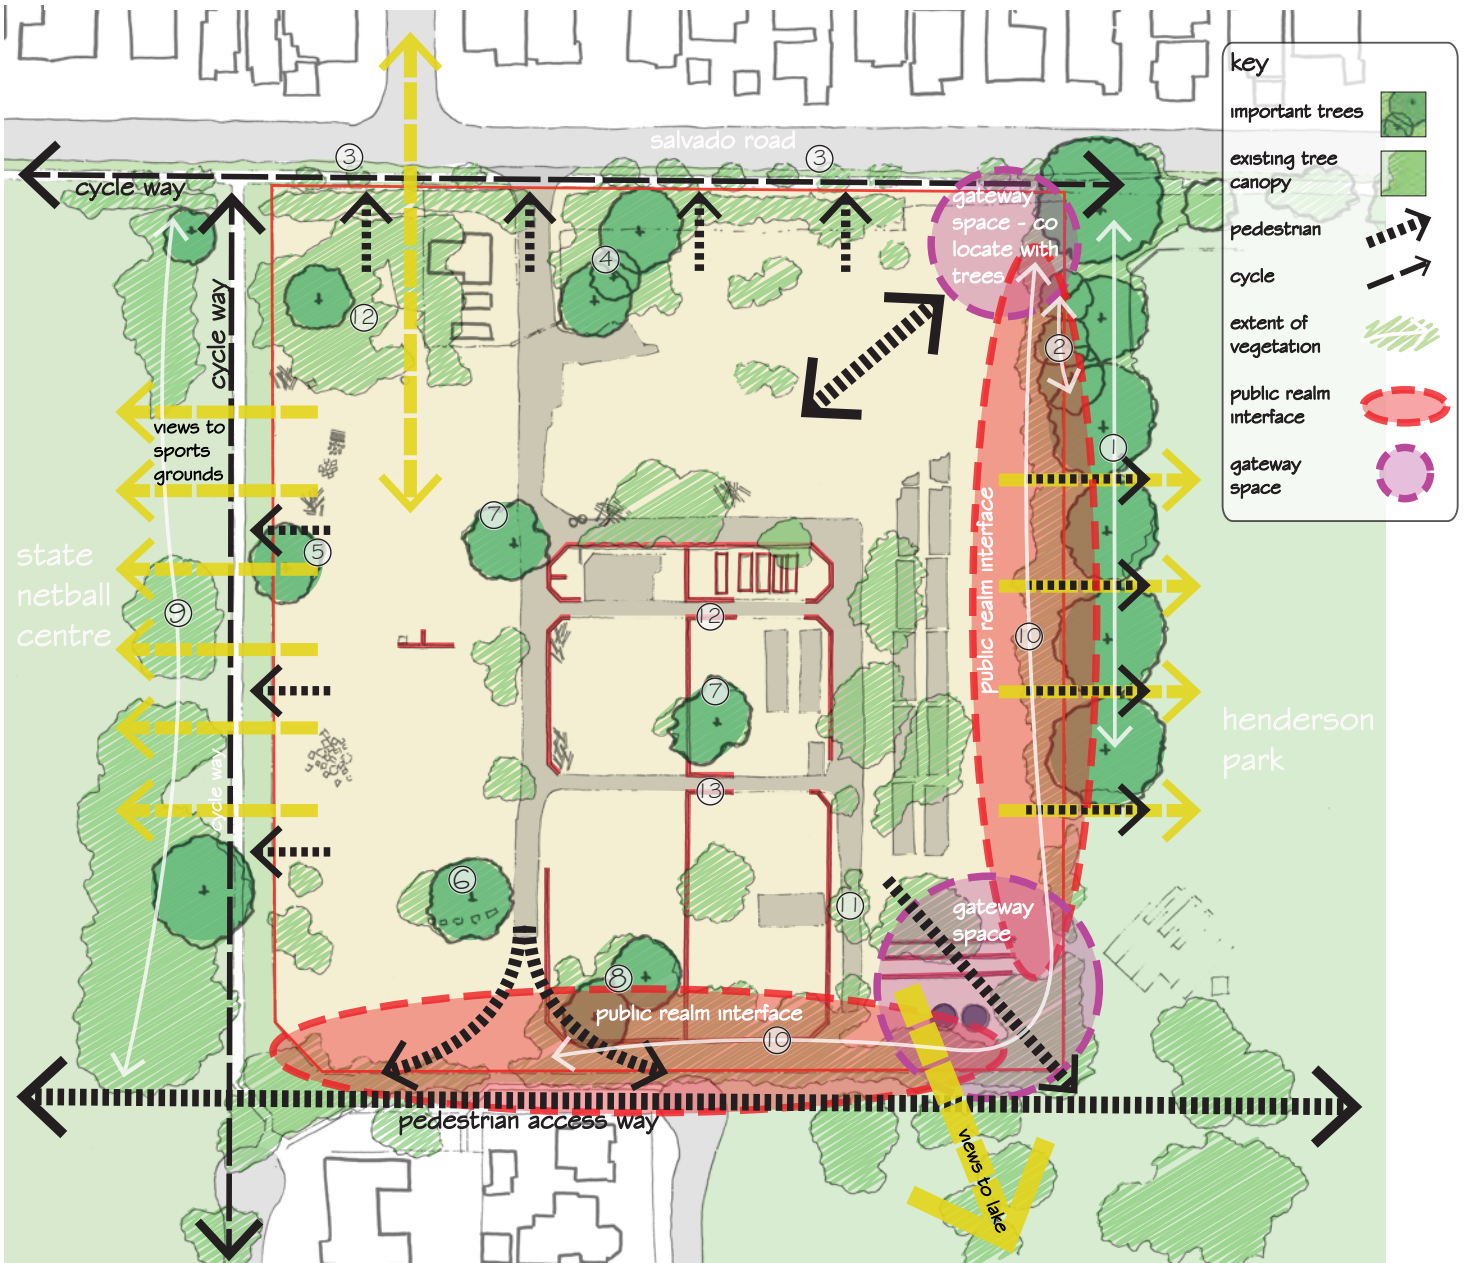 key
important trees
existing tree
canopy
pedestrian
cycle
extent of
vegetation
public realm
interface
gateway
space
salvado road
3
3
cycle way
gateway
space - co
locate with
trees
4
12
cycle way
2
1
views to
sports
grounds
7
5
state
netball
centre
9
public realm interface
12
10
7
henderson
park
cycle way
13
6
11
gateway
space
8
public realm interface
10
pedestrian access way
views to lake